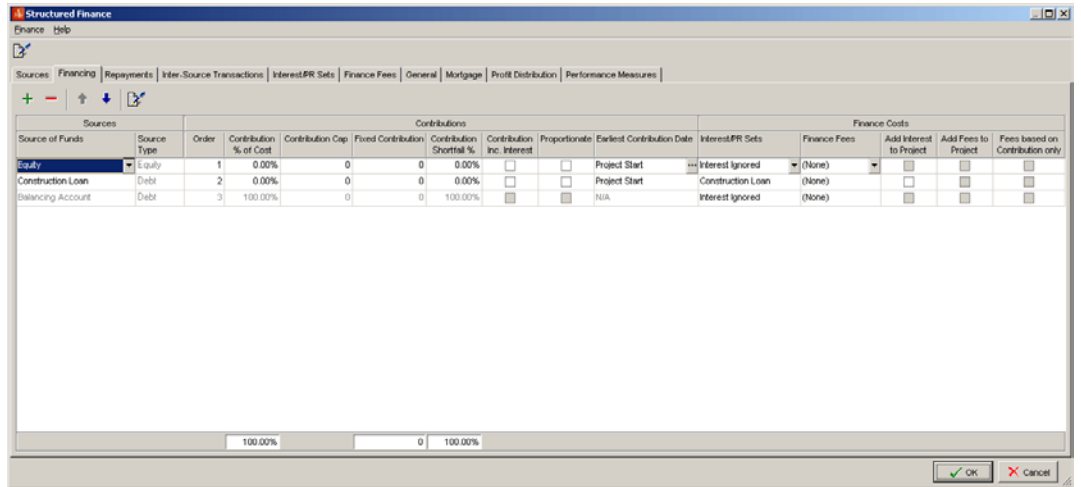 Structured Finance
Finance Help
Sources Financing Repayments Inter-Source Transactions Interest/PR Sets Finance Fees General Mortgage Profit Distribution Performance Measures
Sources Contributions Finance Costs
Source of Funds Source Type Order Contribution % of Cost Contribution Cap Fixed Contribution Contribution Shortfall % Contribution Inc. Interest Proportionate Earliest Contribution Date Interest/PR Sets Finance Fees Add Interest to Project Add Fees to Project Fees based on Contribution only
Equity Equity 1 0.00% 0 0 0.00% Project Start ... Interest Ignored (None)
Construction Loan Debt 2 0.00% 0 0 0.00% Project Start Construction Loan (None)
Balancing Account Debt 3 100.00% 0 0 100.00% N/A Interest Ignored (None)
100.00% 0 100.00%
OK Cancel